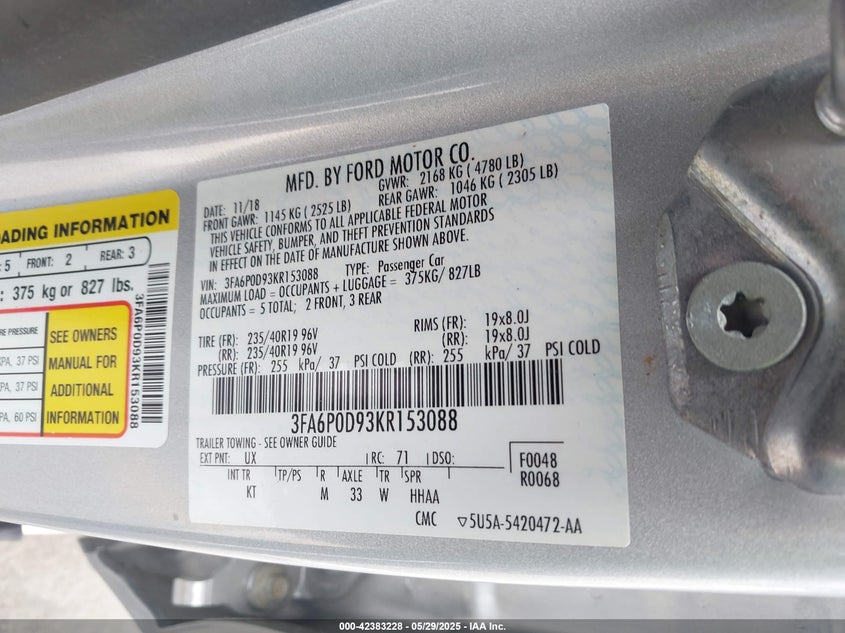 MFD. BY FORD MOTOR CO.
DATE: 11/18 GVWR: 2168 KG ( 4780 LB)
FRONT GAWR: 1145 KG ( 2525 LB) REAR GAWR: 1046 KG ( 2305 LB)
THIS VEHICLE CONFORMS TO ALL APPLICABLE FEDERAL MOTOR
VEHICLE SAFETY, BUMPER, AND THEFT PREVENTION STANDARDS
IN EFFECT ON THE DATE OF MANUFACTURE SHOWN ABOVE.
VIN: 3FA6P0D93KR153088 TYPE: Passenger Car
MAXIMUM LOAD = OCCUPANTS + LUGGAGE = 375KG/ 827LB
OCCUPANTS = 5 TOTAL; 2 FRONT, 3 REAR
TIRE (FR): 235/40R19 96V RIMS (FR): 19x8.0J
(RR): 235/40R19 96V (RR): 19x8.0J
PRESSURE (FR): 255 kPa/ 37 PSI COLD (RR): 255 kPa/ 37 PSI COLD
3FA6P0D93KR153088
TRAILER TOWING - SEE OWNER GUIDE
EXT PNT: UX RC: 71 DSO: F0048
INT TR TP/PS R AXLE TR SPR R0068
KT M 33 W HHAA
CMC ▽5U5A-5420472-AA
ADING INFORMATION
: 5 FRONT: 2 REAR: 3
: 375 kg or 827 lbs.
RE PRESSURE SEE OWNERS
PA, 37 PSI MANUAL FOR
PA, 37 PSI ADDITIONAL
PA, 60 PSI INFORMATION
3FA6P0D93KR153088
000-42383228 - 05/29/2025 - IAA Inc.